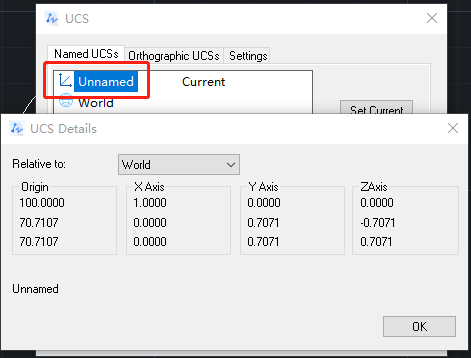 UCS
Named UCSs Orthographic UCSs Settings
Unnamed Current
World
Set Current
UCS Details
Relative to: World
Origin X Axis Y Axis ZAxis
100.0000 1.0000 0.0000 0.0000
70.7107 0.0000 0.7071 -0.7071
70.7107 0.0000 0.7071 0.7071
Unnamed
OK